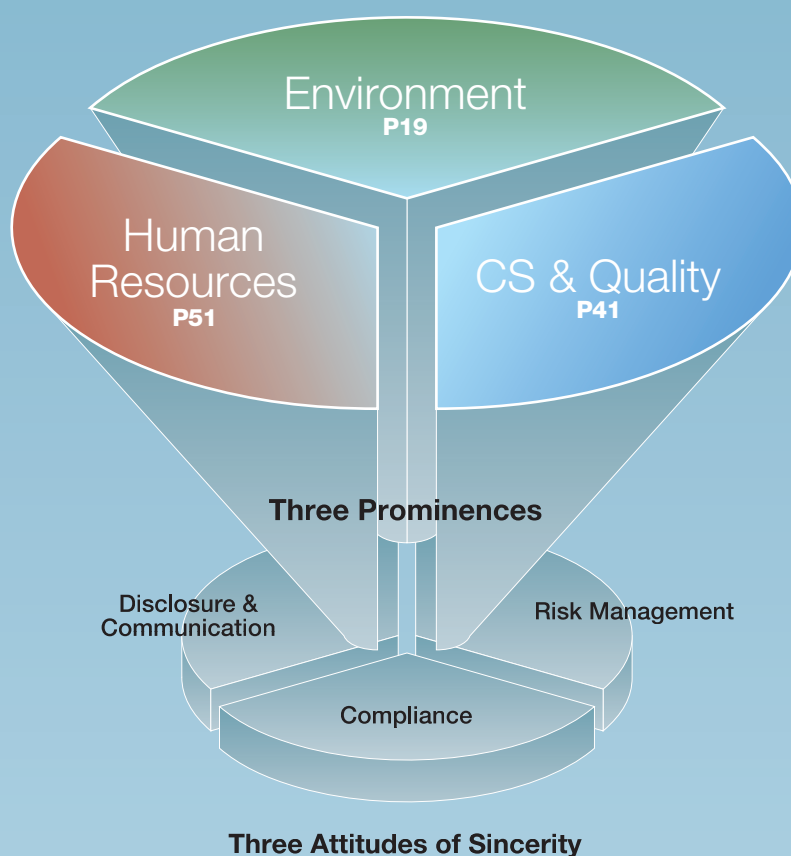 Environment
P19
Human
Resources
P51
CS & Quality
P41
Three Prominences
Disclosure &
Communication
Risk Management
Compliance
Three Attitudes of Sincerity